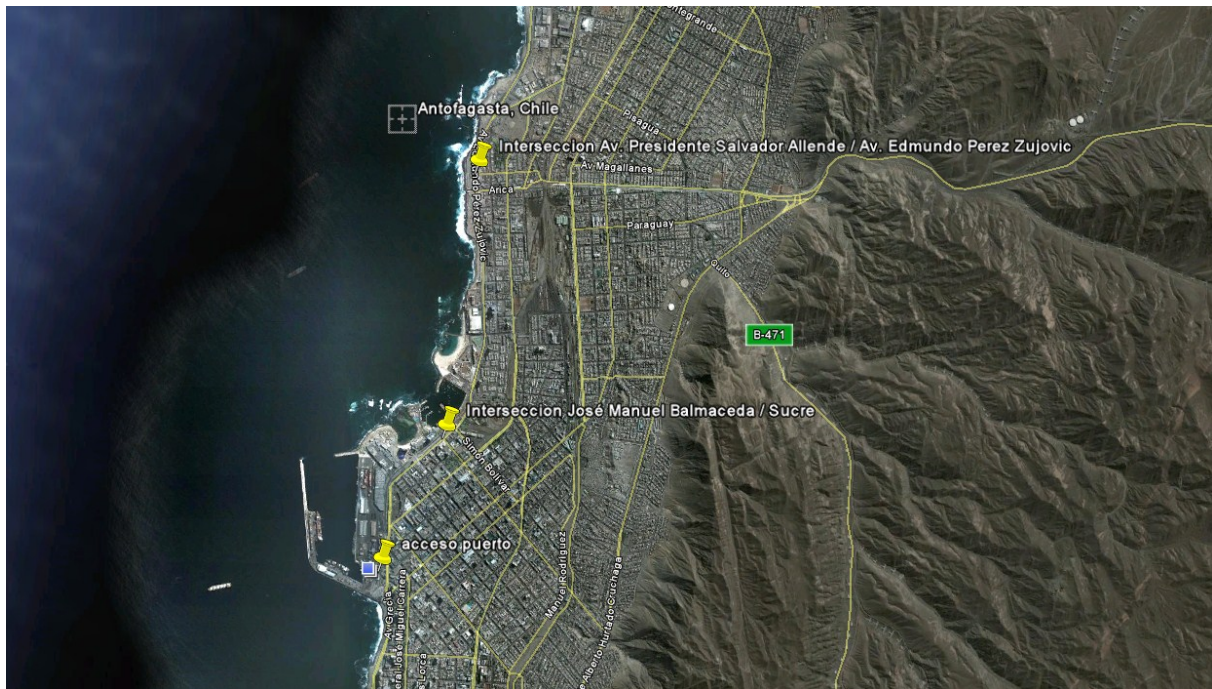 Antofagasta, Chile
Pisagua
Interseccion Av. Presidente Salvador Allende / Av. Edmundo Perez Zujovic
Av Magallanes
Arica
Paraguay
Quito
B-471
Interseccion José Manuel Balmaceda / Sucre
Simón Bolívar
acceso puerto
Manuel Rodríguez
Av Grecia